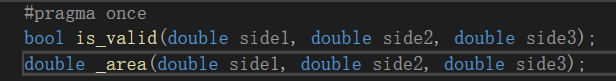 #pragma once
bool is_valid(double side1, double side2, double side3);
double _area(double side1, double side2, double side3);